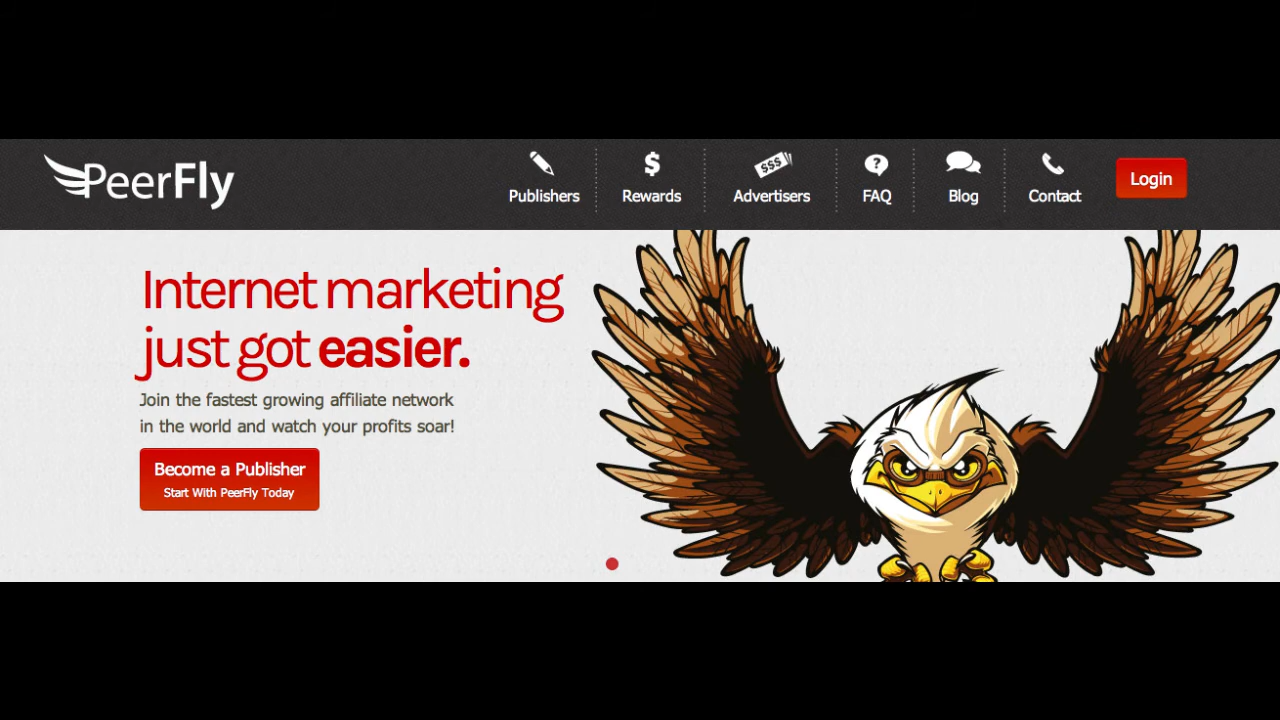 PeerFly
Publishers
Rewards
$$$
Advertisers
FAQ
Blog
Contact
Login
Internet marketing
just got easier.
Join the fastest growing affiliate network
in the world and watch your profits soar!
Become a Publisher
Start With PeerFly Today